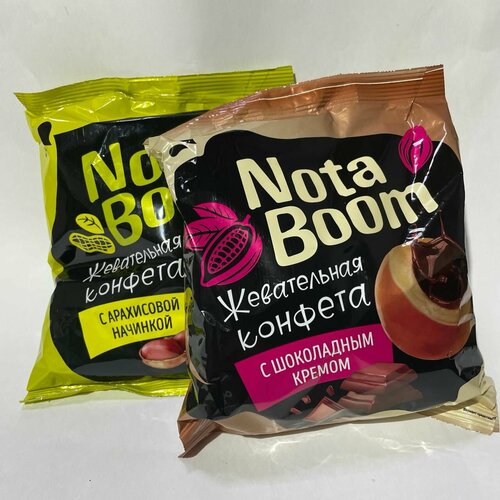 Nota
Boom
Жевательная
конфета
С АРАХИСОВОЙ
НАЧИНКОЙ
Nota
Boom
Жевательная
конфета
С ШОКОЛАДНЫМ
КРЕМОМ